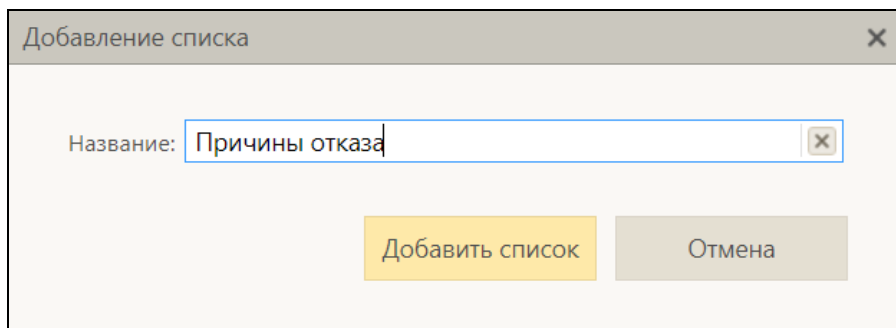 Добавление списка
Название: Причины отказа
Добавить список Отмена